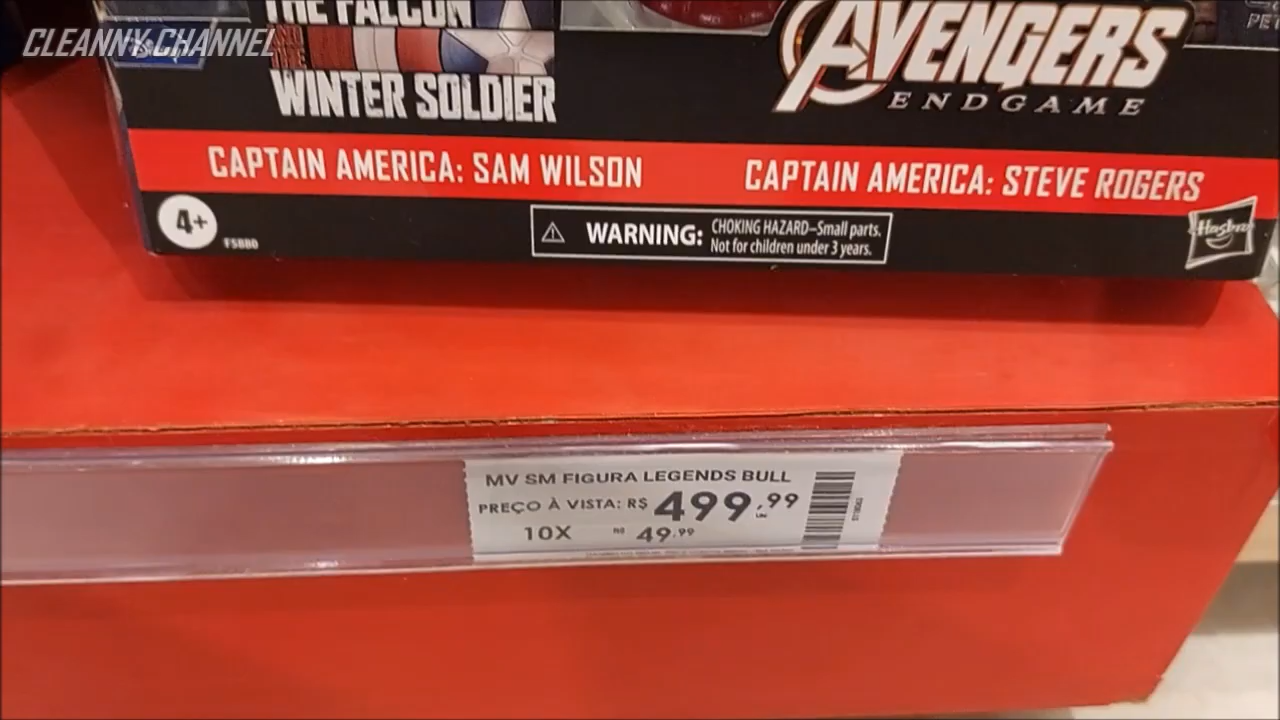 CLEANNY CHANNEL
THE FALCON
WINTER SOLDIER
AVENGERS
ENDGAME
CAPTAIN AMERICA: SAM WILSON
CAPTAIN AMERICA: STEVE ROGERS
4+
WARNING: CHOKING HAZARD–Small parts.
Not for children under 3 years.
Hasbro
MV SM FIGURA LEGENDS BULL
PREÇO À VISTA: R$ 499,99
10X R$ 49,99